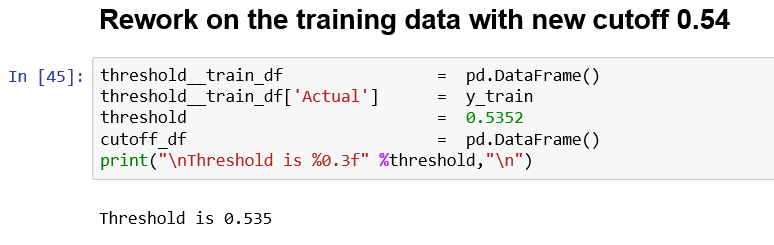 Rework on the training data with new cutoff 0.54
In [45]: threshold__train_df = pd.DataFrame()
threshold__train_df['Actual'] = y_train
threshold = 0.5352
cutoff_df = pd.DataFrame()
print("\nThreshold is %0.3f" %threshold,"\n")
Threshold is 0.535